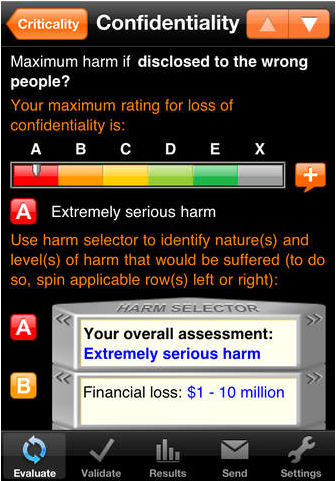 Criticality
Confidentiality
Maximum harm if disclosed to the wrong
people?
Your maximum rating for loss of
confidentiality is:
A B C D E X
A Extremely serious harm
Use harm selector to identify nature(s) and
level(s) of harm that would be suffered (to do
so, spin applicable row(s) left or right):
HARM SELECTOR
A
Your overall assessment:
Extremely serious harm
B
Financial loss: $1 - 10 million
Evaluate Validate Results Send Settings